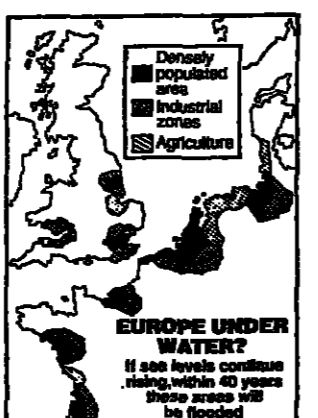 Densely
populated
area
Industrial
zones
Agriculture
EUROPE UNDER
WATER?
If sea levels continue
rising, within 40 years
these areas will
be flooded